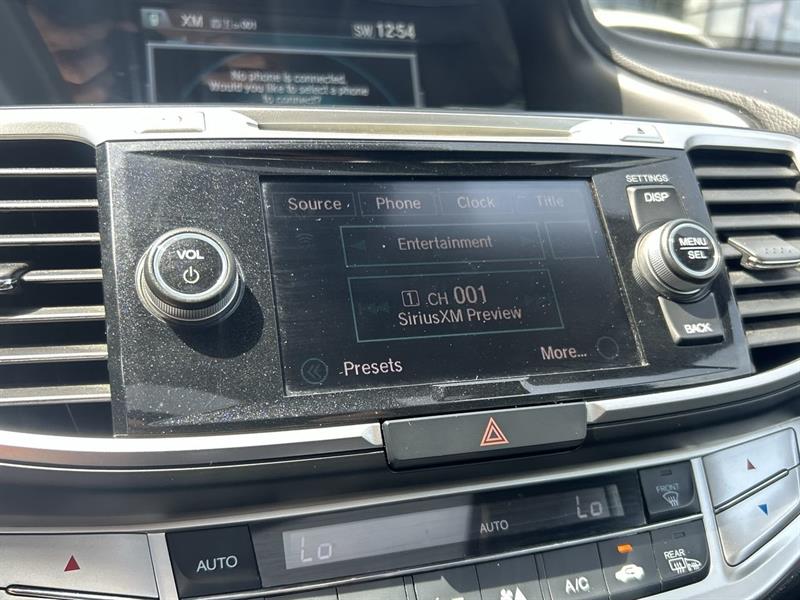 XM
SW 12:54
No phone is connected.
Would you like to select a phone
to connect?
SETTINGS
DISP
VOL
MENU
SEL
BACK
Source Phone Clock Title
Entertainment
1 CH 001
SiriusXM Preview
Presets More...
FRONT
AUTO
Lo AUTO Lo
A/C
REAR